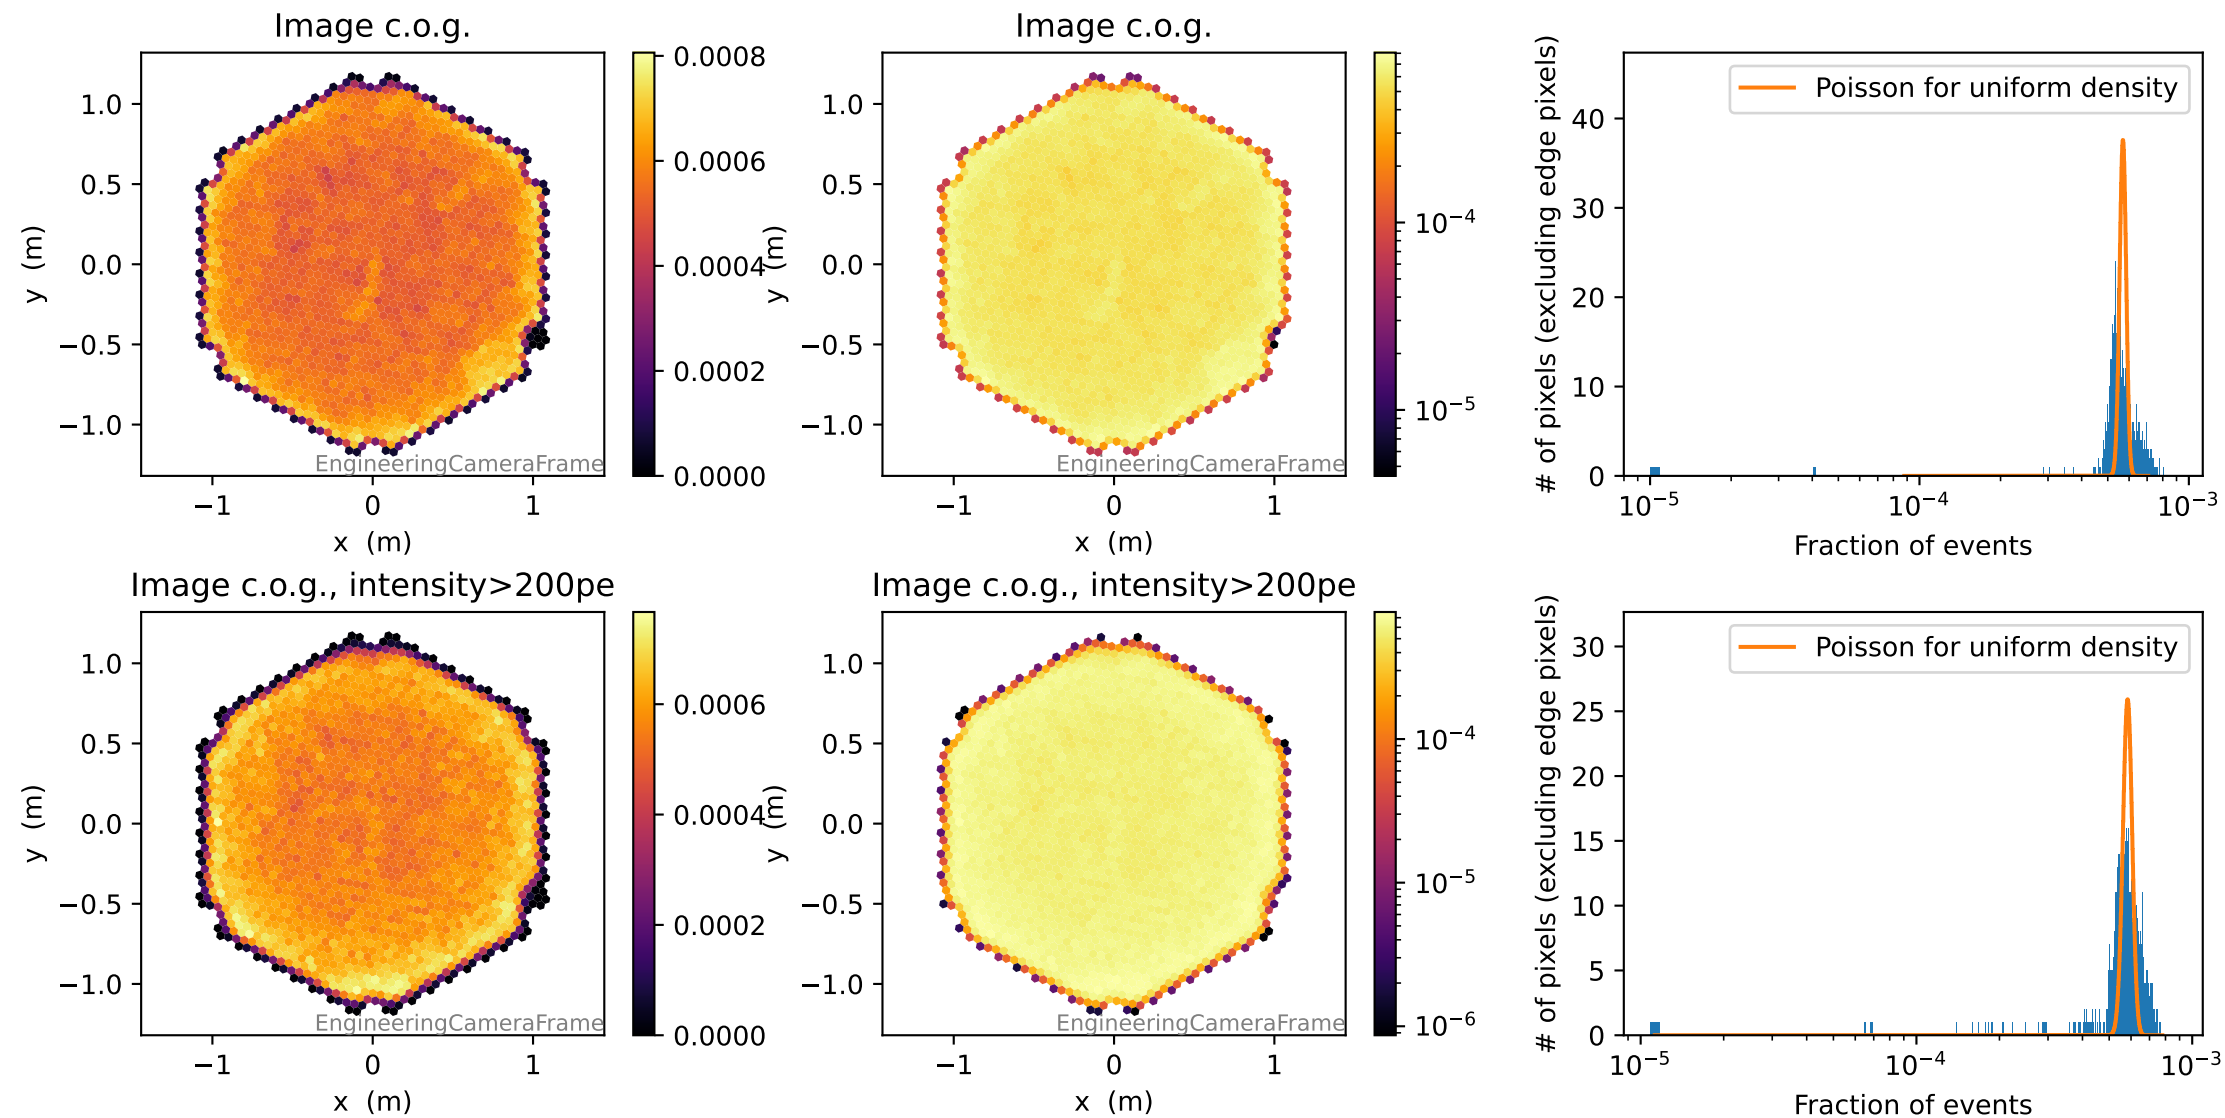 Image c.o.g.
1.0
0.5
0.0
−0.5
−1.0
y (m)
−1
0
1
x (m)
EngineeringCameraFrame
0.0008
0.0006
0.0004
0.0002
0.0000
Image c.o.g.
1.0
0.5
0.0
−0.5
−1.0
y (m)
−1
0
1
x (m)
EngineeringCameraFrame
10⁻⁴
10⁻⁵
Poisson for uniform density
40
30
20
10
0
# of pixels (excluding edge pixels)
10⁻⁵
10⁻⁴
10⁻³
Fraction of events
Image c.o.g., intensity>200pe
1.0
0.5
0.0
−0.5
−1.0
y (m)
−1
0
1
x (m)
EngineeringCameraFrame
0.0006
0.0004
0.0002
0.0000
Image c.o.g., intensity>200pe
1.0
0.5
0.0
−0.5
−1.0
y (m)
−1
0
1
x (m)
EngineeringCameraFrame
10⁻⁴
10⁻⁵
10⁻⁶
Poisson for uniform density
30
25
20
15
10
5
0
# of pixels (excluding edge pixels)
10⁻⁵
10⁻⁴
10⁻³
Fraction of events